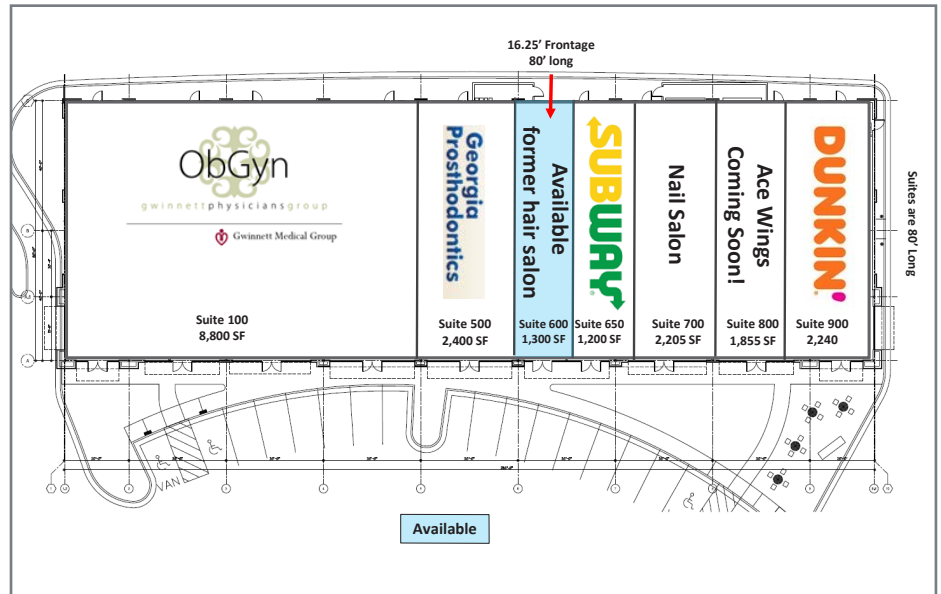 16.25’ Frontage
80’ long
ObGyn
gwinnettphysiciansgroup
Gwinnett Medical Group
Suite 100
8,800 SF
Georgia
Prosthodontics
Suite 500
2,400 SF
Available
former hair salon
Suite 600
1,300 SF
SUBWAY
Suite 650
1,200 SF
Nail Salon
Suite 700
2,205 SF
Ace Wings
Coming Soon!
Suite 800
1,855 SF
DUNKIN'
Suite 900
2,240
Suites are 80’ Long
VAN
Available